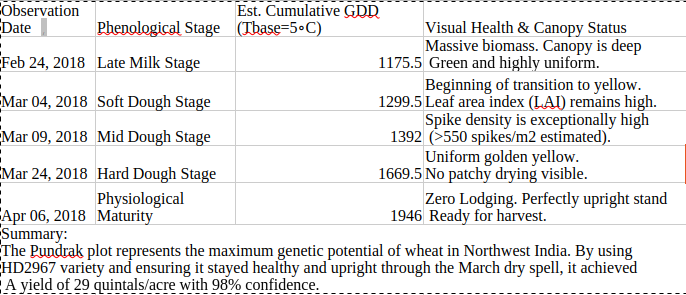 Observation Date Phenological Stage Est. Cumulative GDD (Tbase=5∘C) Visual Health & Canopy Status
Feb 24, 2018 Late Milk Stage 1175.5 Massive biomass. Canopy is deep Green and highly uniform.
Mar 04, 2018 Soft Dough Stage 1299.5 Beginning of transition to yellow. Leaf area index (LAI) remains high.
Mar 09, 2018 Mid Dough Stage 1392 Spike density is exceptionally high (>550 spikes/m2 estimated).
Mar 24, 2018 Hard Dough Stage 1669.5 Uniform golden yellow. No patchy drying visible.
Apr 06, 2018 Physiological Maturity 1946 Zero Lodging. Perfectly upright stand Ready for harvest.
Summary:
The Pundrak plot represents the maximum genetic potential of wheat in Northwest India. By using
HD2967 variety and ensuring it stayed healthy and upright through the March dry spell, it achieved
A yield of 29 quintals/acre with 98% confidence.